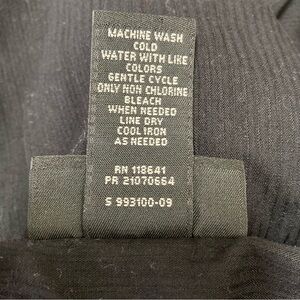 MACHINE WASH
COLD
WATER WITH LIKE
COLORS
GENTLE CYCLE
ONLY NON CHLORINE
BLEACH
WHEN NEEDED
LINE DRY
COOL IRON
AS NEEDED
RN 118641
PR 21070664
S 993100-09